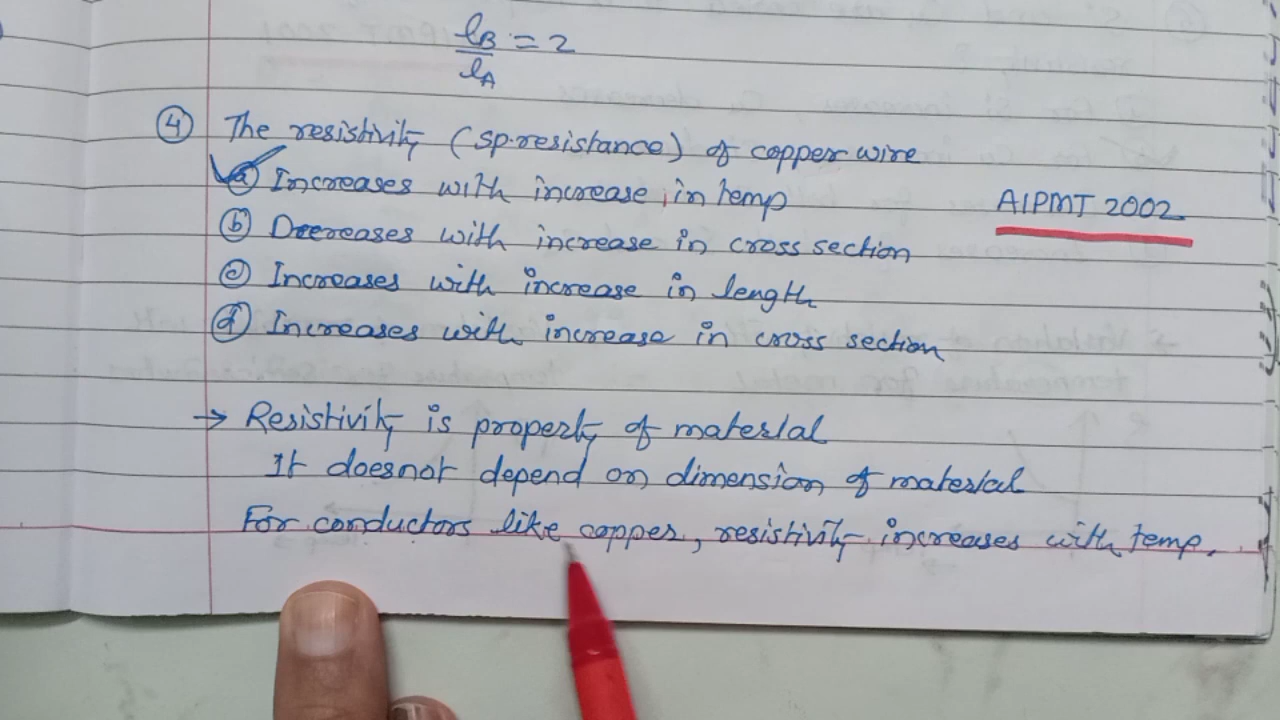 lB/lA = 2
④ The resistivity (sp.resistance) of copper wire
ⓐ Increases with increase in temp
AIPMT 2002
ⓑ Decreases with increase in cross section
ⓒ Increases with increase in length
ⓓ Increases with increase in cross section
→ Resistivity is property of material
It doesnot depend on dimension of material
For conductors like copper, resistivity increases with temp.